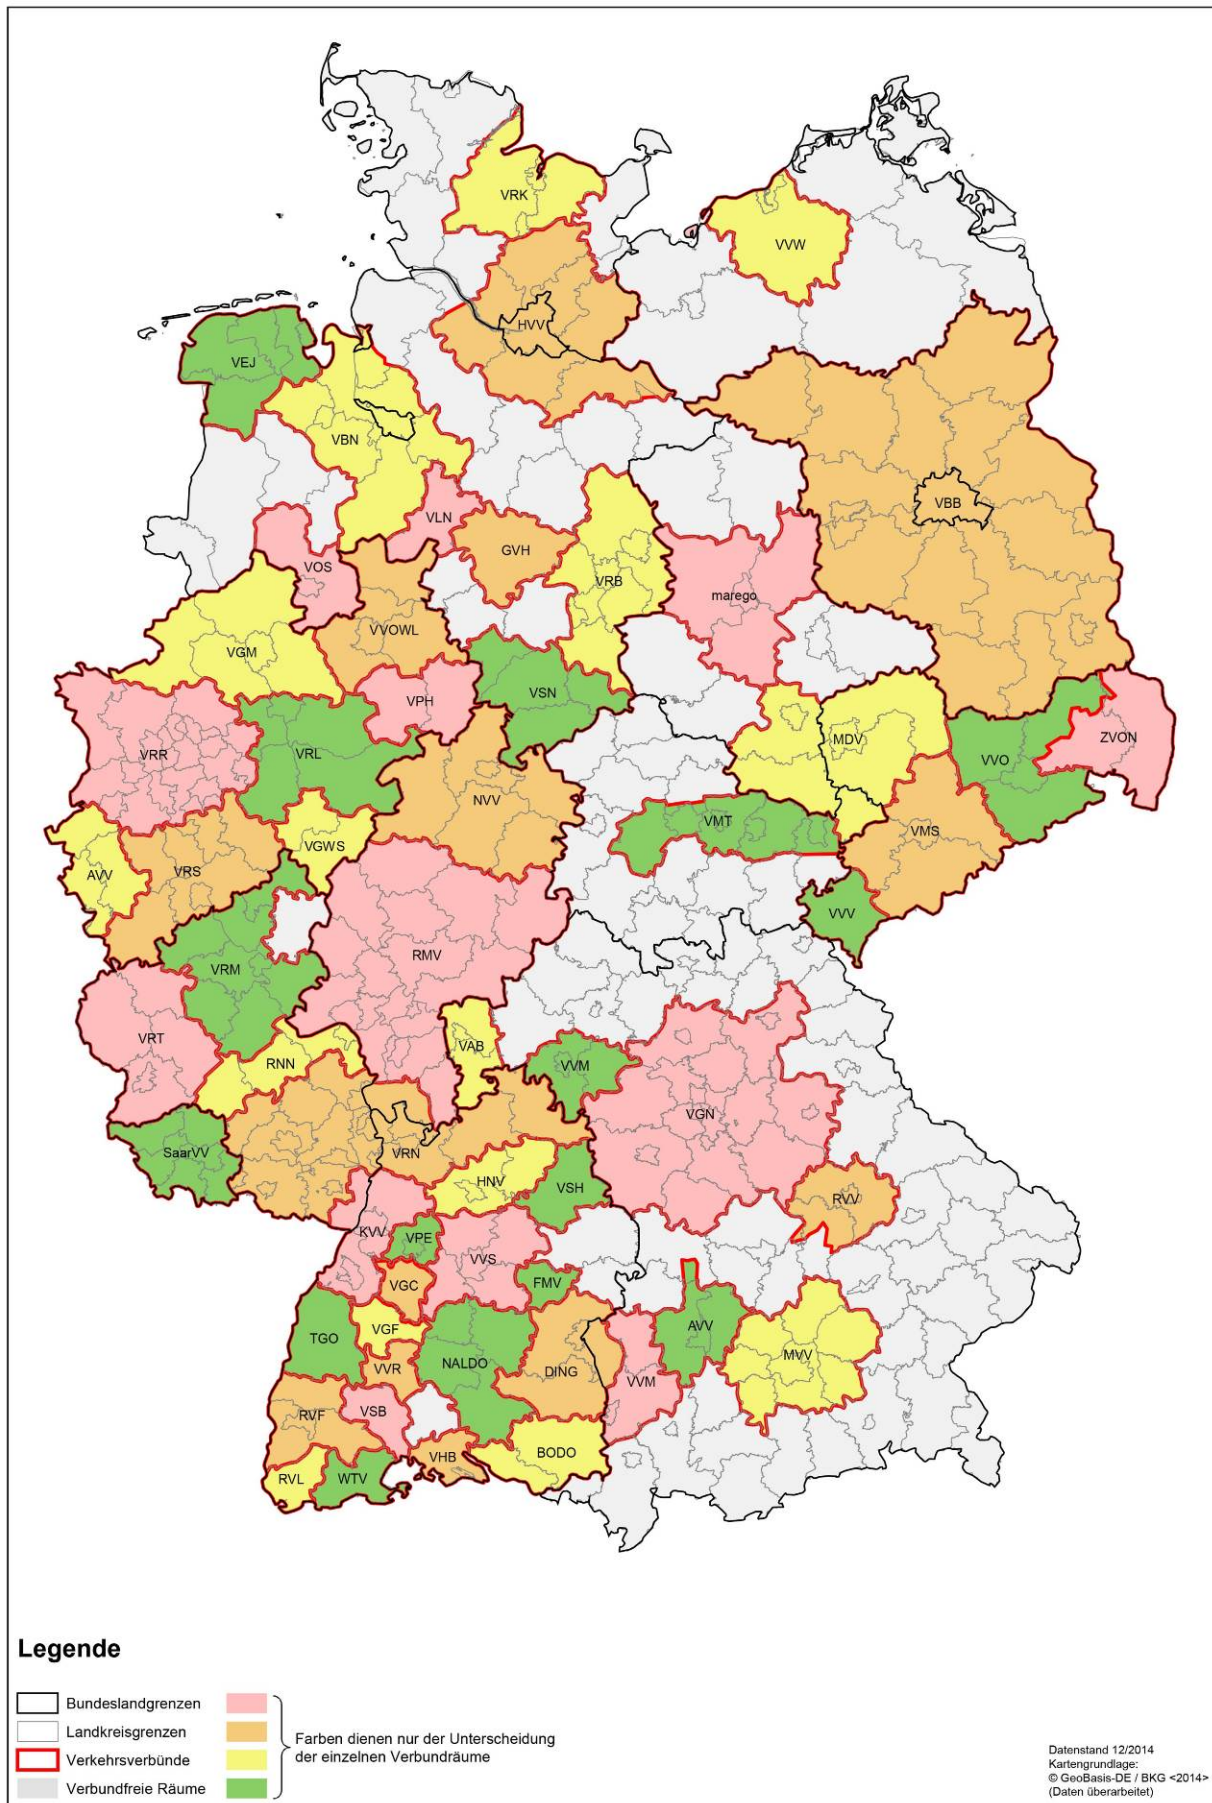 VRK
VVW
HVV
VEJ
VBN
VBB
VLN
GVH
VOS
VRB
marego
VVOWL
VGM
VSN
VPH
VRR
VRL
MDV
ZVON
VVO
NVV
VMT
VMS
VGWS
AVV
VRS
VVV
RMV
VRM
VRT
VAB
RNN
VVM
VGN
SaarVV
VRN
HNV
VSH
RVV
KVV
VPE
VVS
VGC
FMV
TGO
VGF
AVV
NALDO
MVV
VVR
DING
VVM
RVF
VSB
BODO
VHB
RVL
WTV
Legende
Bundeslandgrenzen
Landkreisgrenzen
Verkehrsverbünde
Verbundfreie Räume
Farben dienen nur der Unterscheidung
der einzelnen Verbundräume
Datenstand 12/2014
Kartengrundlage:
© GeoBasis-DE / BKG <2014>
(Daten überarbeitet)